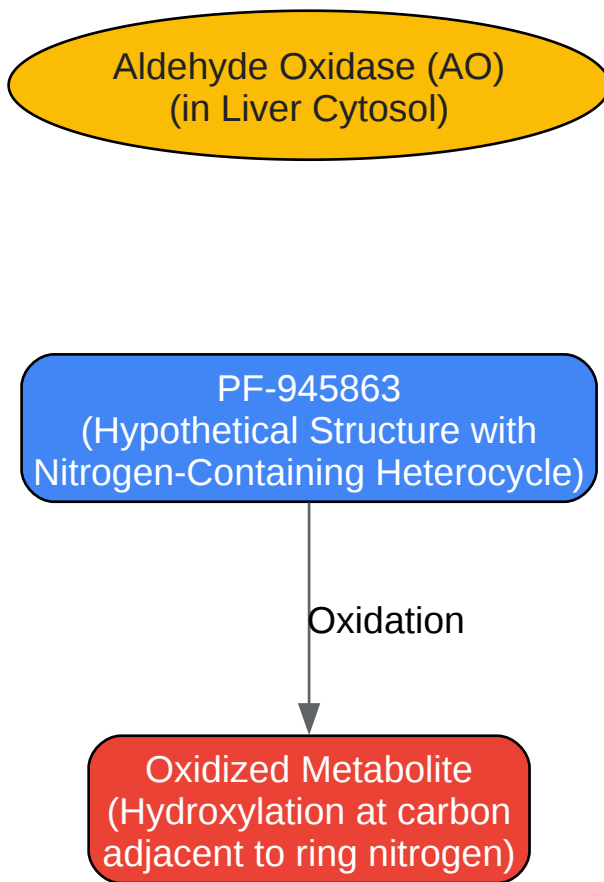 Aldehyde Oxidase (AO)
(in Liver Cytosol)
PF-945863
(Hypothetical Structure with
Nitrogen-Containing Heterocycle)
Oxidation
Oxidized Metabolite
(Hydroxylation at carbon
adjacent to ring nitrogen)